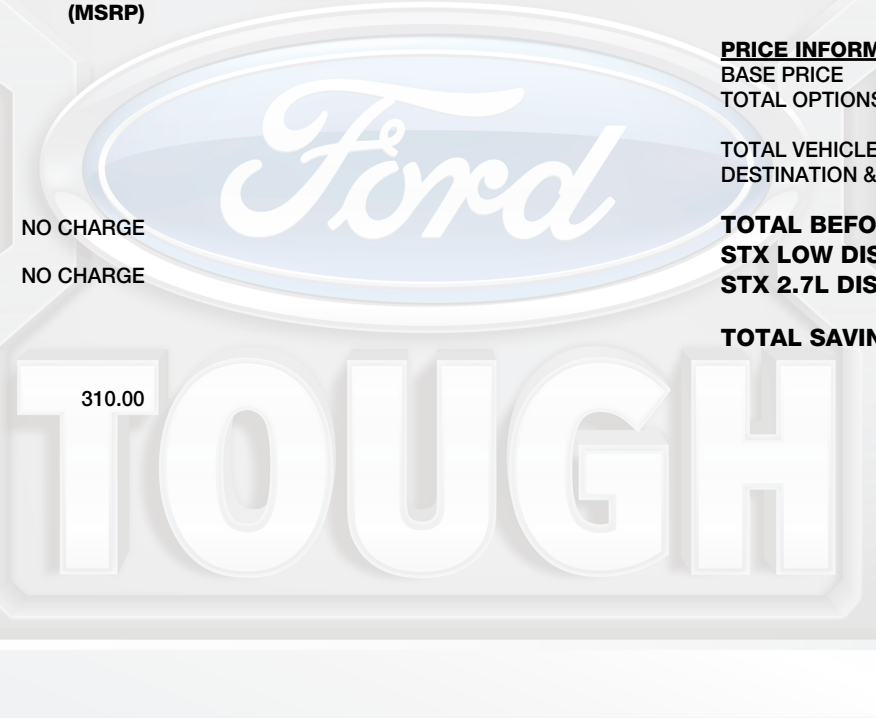 (MSRP)
NO CHARGE
NO CHARGE
310.00
PRICE INFORM
BASE PRICE
TOTAL OPTIONS
TOTAL VEHICLE
DESTINATION &
TOTAL BEFO
STX LOW DIS
STX 2.7L DIS
TOTAL SAVIN
Ford
TOUGH